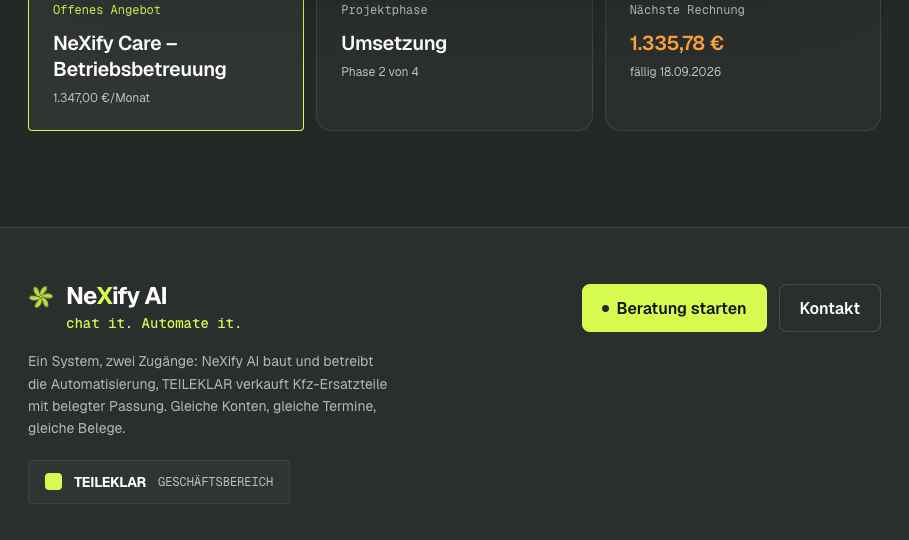 Offenes Angebot
NeXify Care –
Betriebsbetreuung
1.347,00 €/Monat
Projektphase
Umsetzung
Phase 2 von 4
Nächste Rechnung
1.335,78 €
fällig 18.09.2026
NeXify AI
chat it. Automate it.
Beratung starten
Kontakt
Ein System, zwei Zugänge: NeXify AI baut und betreibt
die Automatisierung, TEILEKLAR verkauft Kfz-Ersatzteile
mit belegter Passung. Gleiche Konten, gleiche Termine,
gleiche Belege.
TEILEKLAR GESCHÄFTSBEREICH